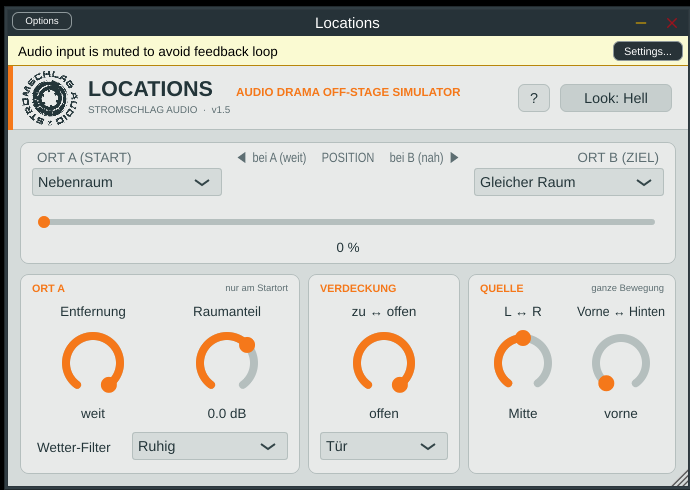 Options
Locations
Audio input is muted to avoid feedback loop
Settings...
STROMSCHLAG AUDIO
LOCATIONS
AUDIO DRAMA OFF-STAGE SIMULATOR
STROMSCHLAG AUDIO · v1.5
?
Look: Hell
ORT A (START)
◀ bei A (weit) POSITION bei B (nah) ▶
ORT B (ZIEL)
Nebenraum
Gleicher Raum
0 %
ORT A
nur am Startort
Entfernung
Raumanteil
weit
0.0 dB
Wetter-Filter
Ruhig
VERDECKUNG
zu ↔ offen
offen
Tür
QUELLE
ganze Bewegung
L ↔ R
Vorne ↔ Hinten
Mitte
vorne